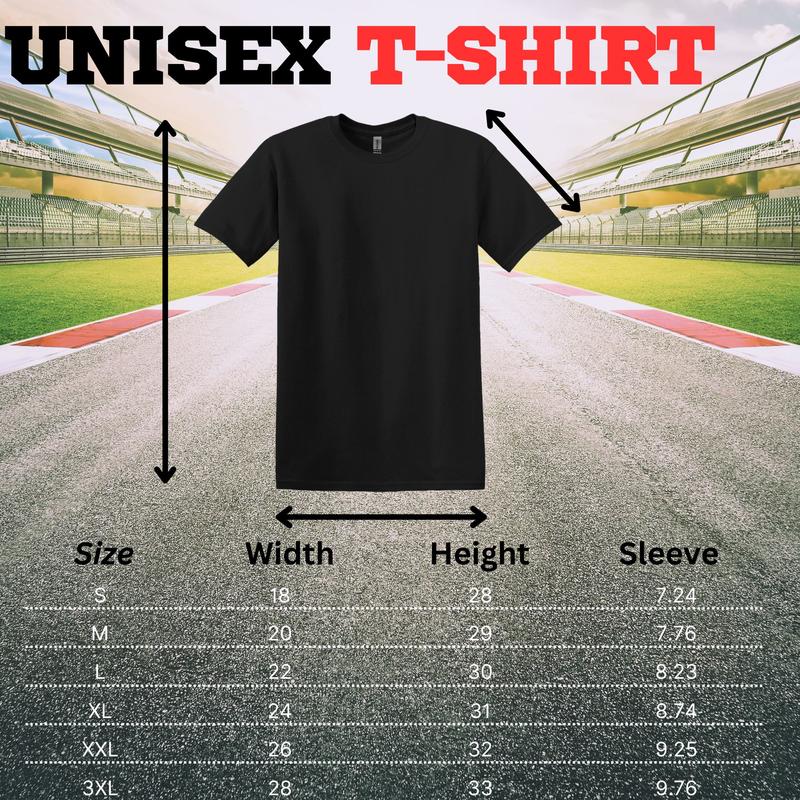 UNISEX T-SHIRT
Size Width Height Sleeve
S 18 28 7.24
M 20 29 7.76
L 22 30 8.23
XL 24 31 8.74
XXL 26 32 9.25
3XL 28 33 9.76